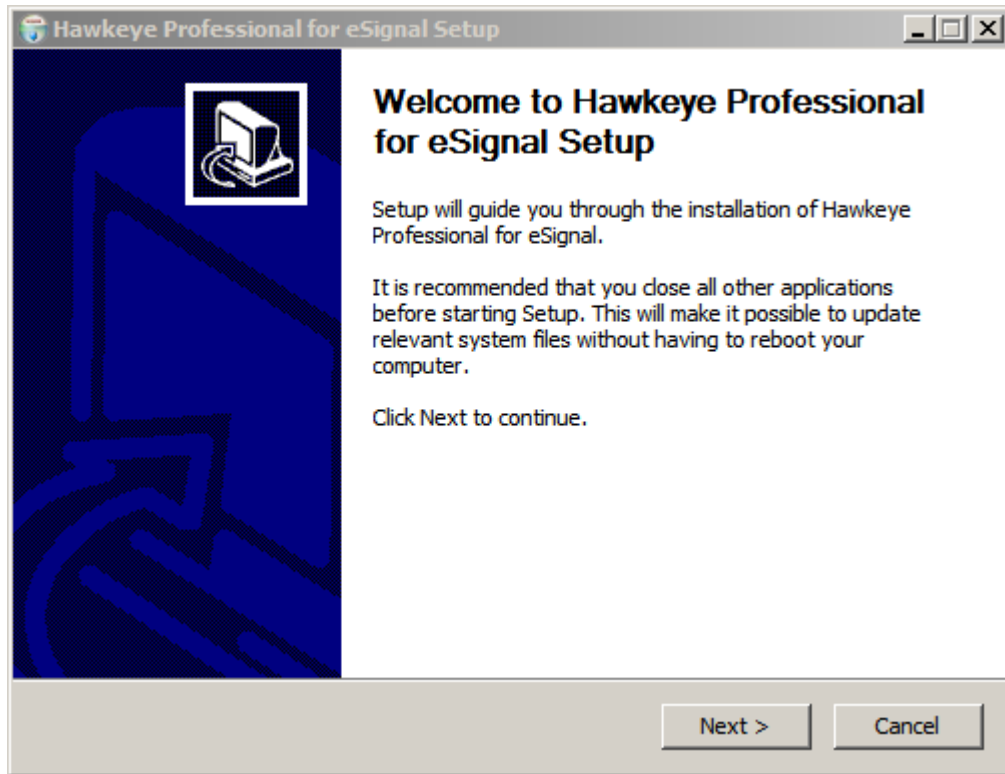 Hawkeye Professional for eSignal Setup
Welcome to Hawkeye Professional
for eSignal Setup
Setup will guide you through the installation of Hawkeye
Professional for eSignal.
It is recommended that you close all other applications
before starting Setup. This will make it possible to update
relevant system files without having to reboot your
computer.
Click Next to continue.
Next >
Cancel